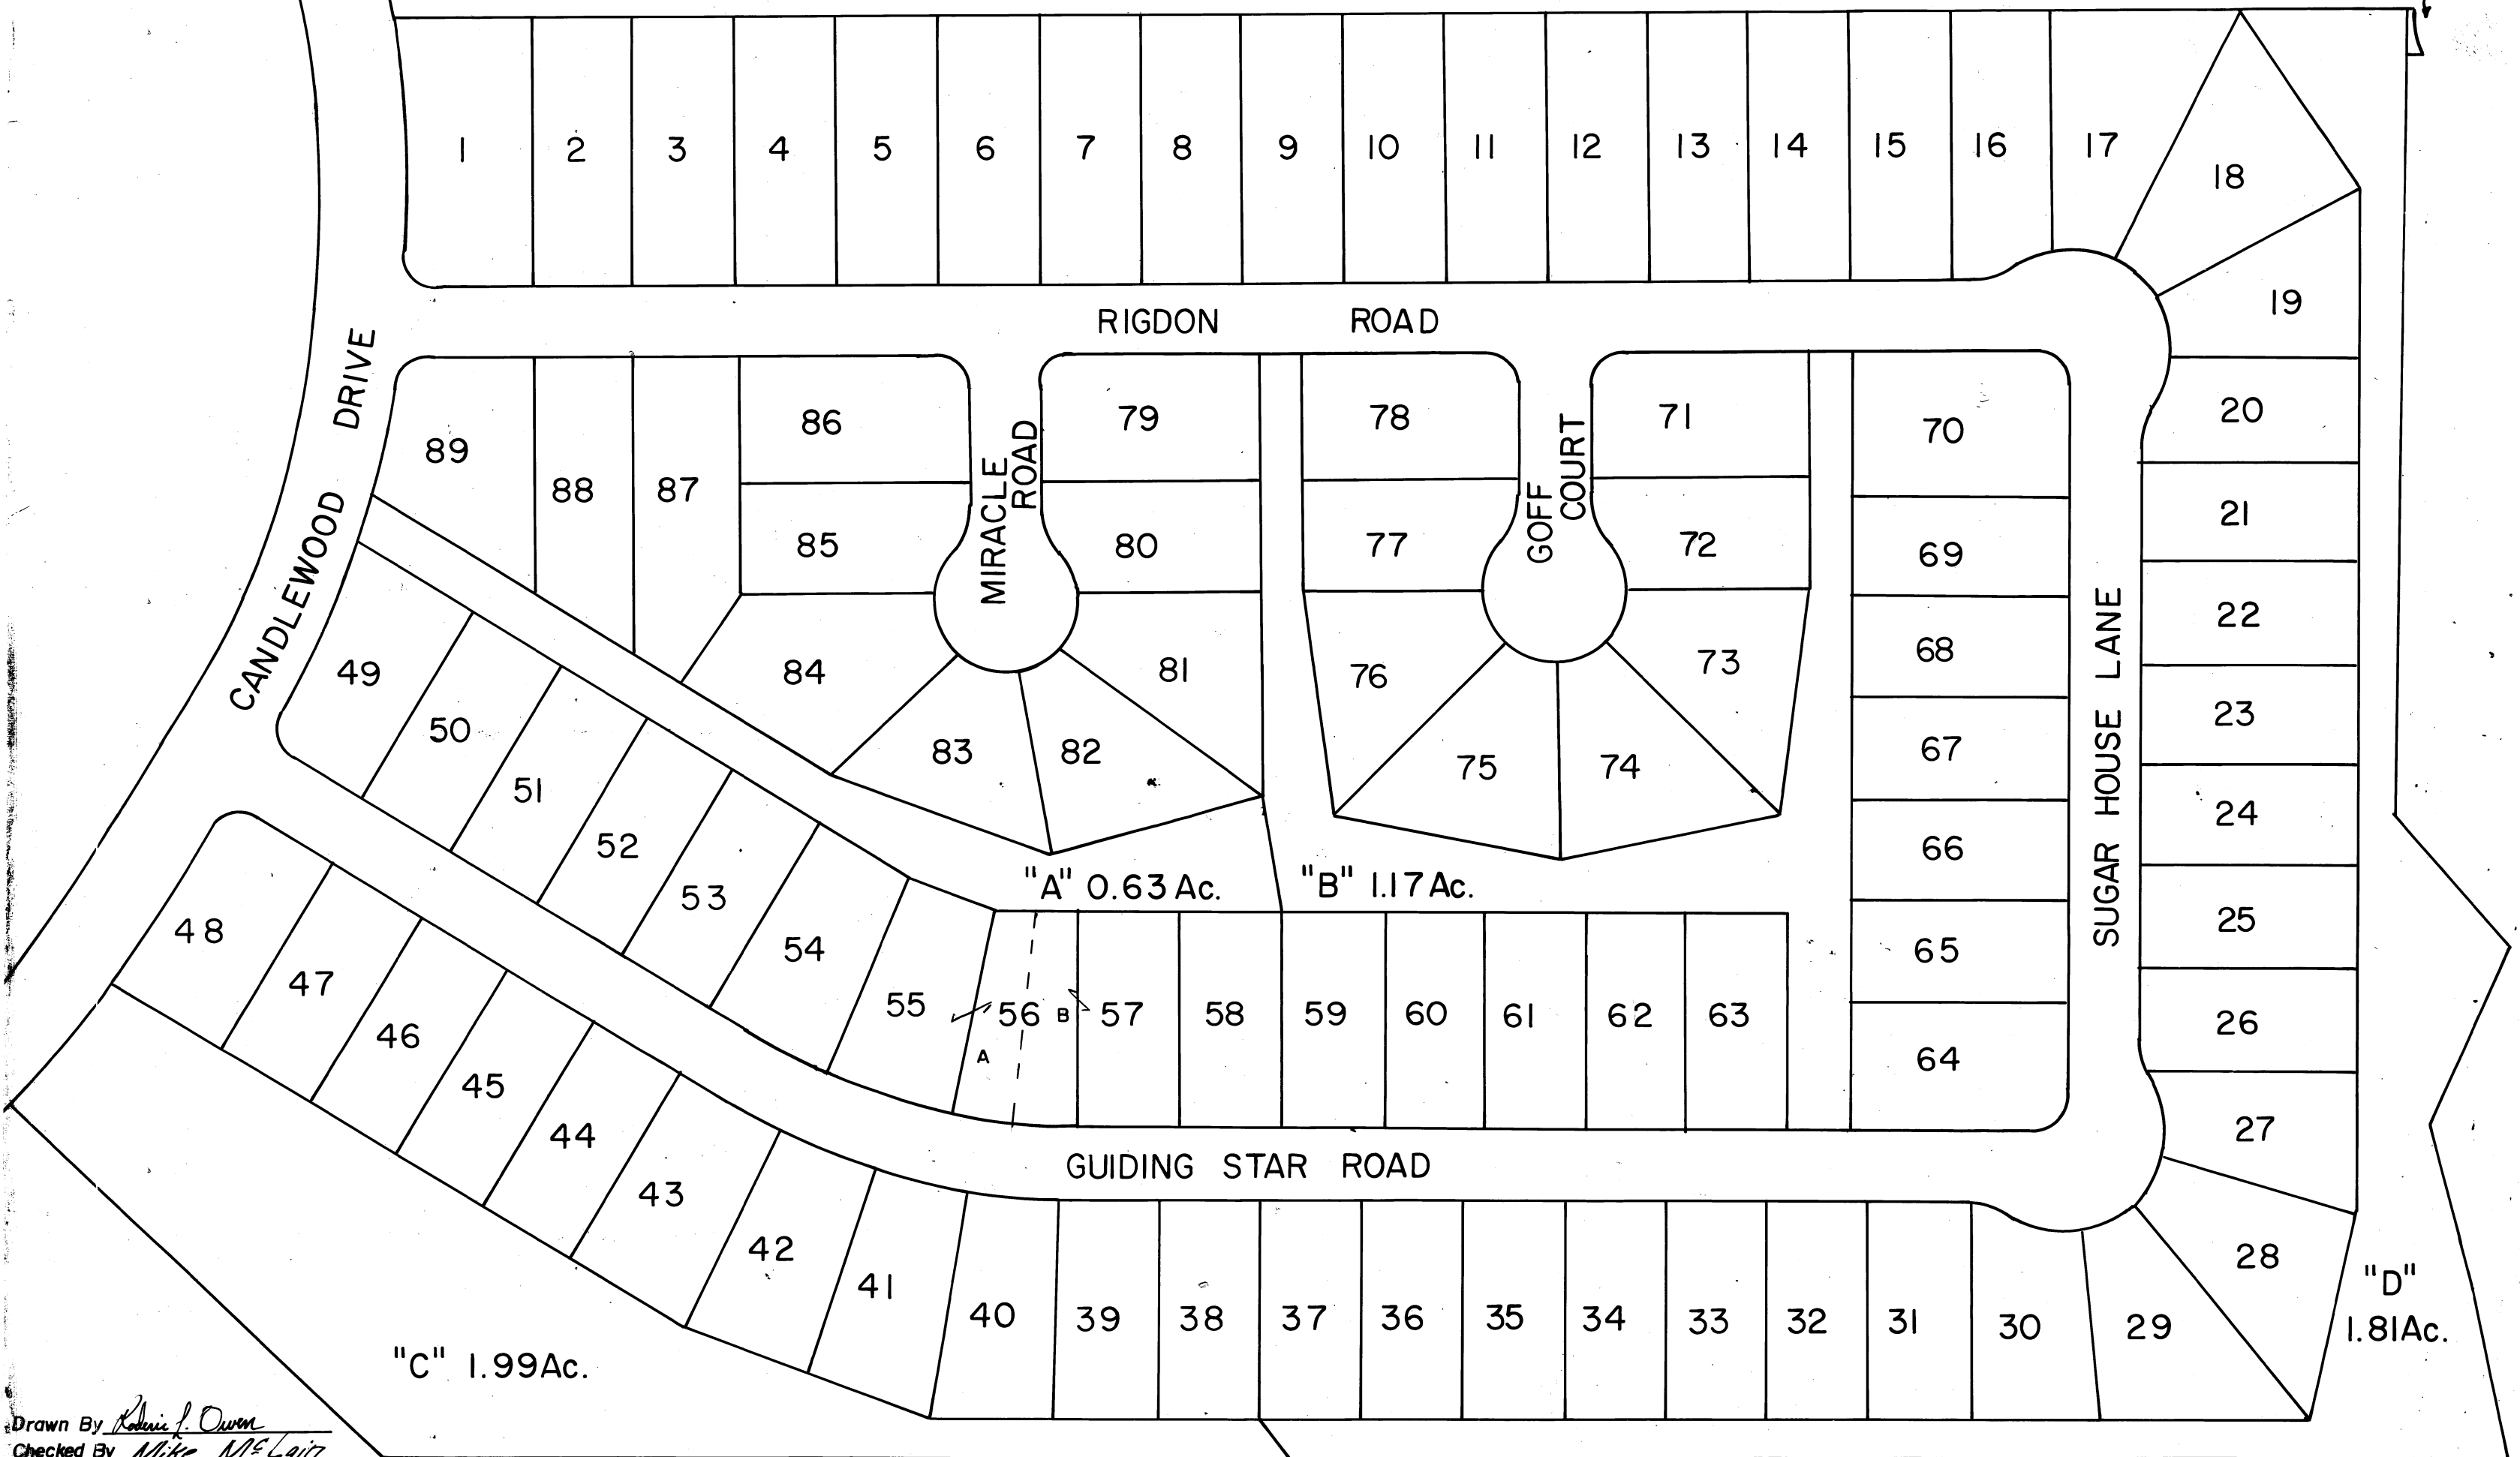 1 2 3 4 5 6 7 8 9 10 11 12 13 14 15 16 17
18
19
RIGDON ROAD
CANDLEWOOD DRIVE
89 88 87 86 79 78 71 70 20
MIRACLE
ROAD
GOFF
COURT
85 80 77 72 69 21
SUGAR HOUSE LANE
49 84 81 76 73 68 22
50 83 82 75 74 67 23
51 52 66 24
53 "A" 0.63 Ac. "B" 1.17 Ac.
48 47 54 65 25
46 55 56 B 57 58 59 60 61 62 63 26
A
45 64
44 27
43 GUIDING STAR ROAD
42 28
41 40 39 38 37 36 35 34 33 32 31 30 29
"D"
1.81Ac.
"C" 1.99Ac.
Drawn By Roderic L. Owen
Checked By Mike McLain